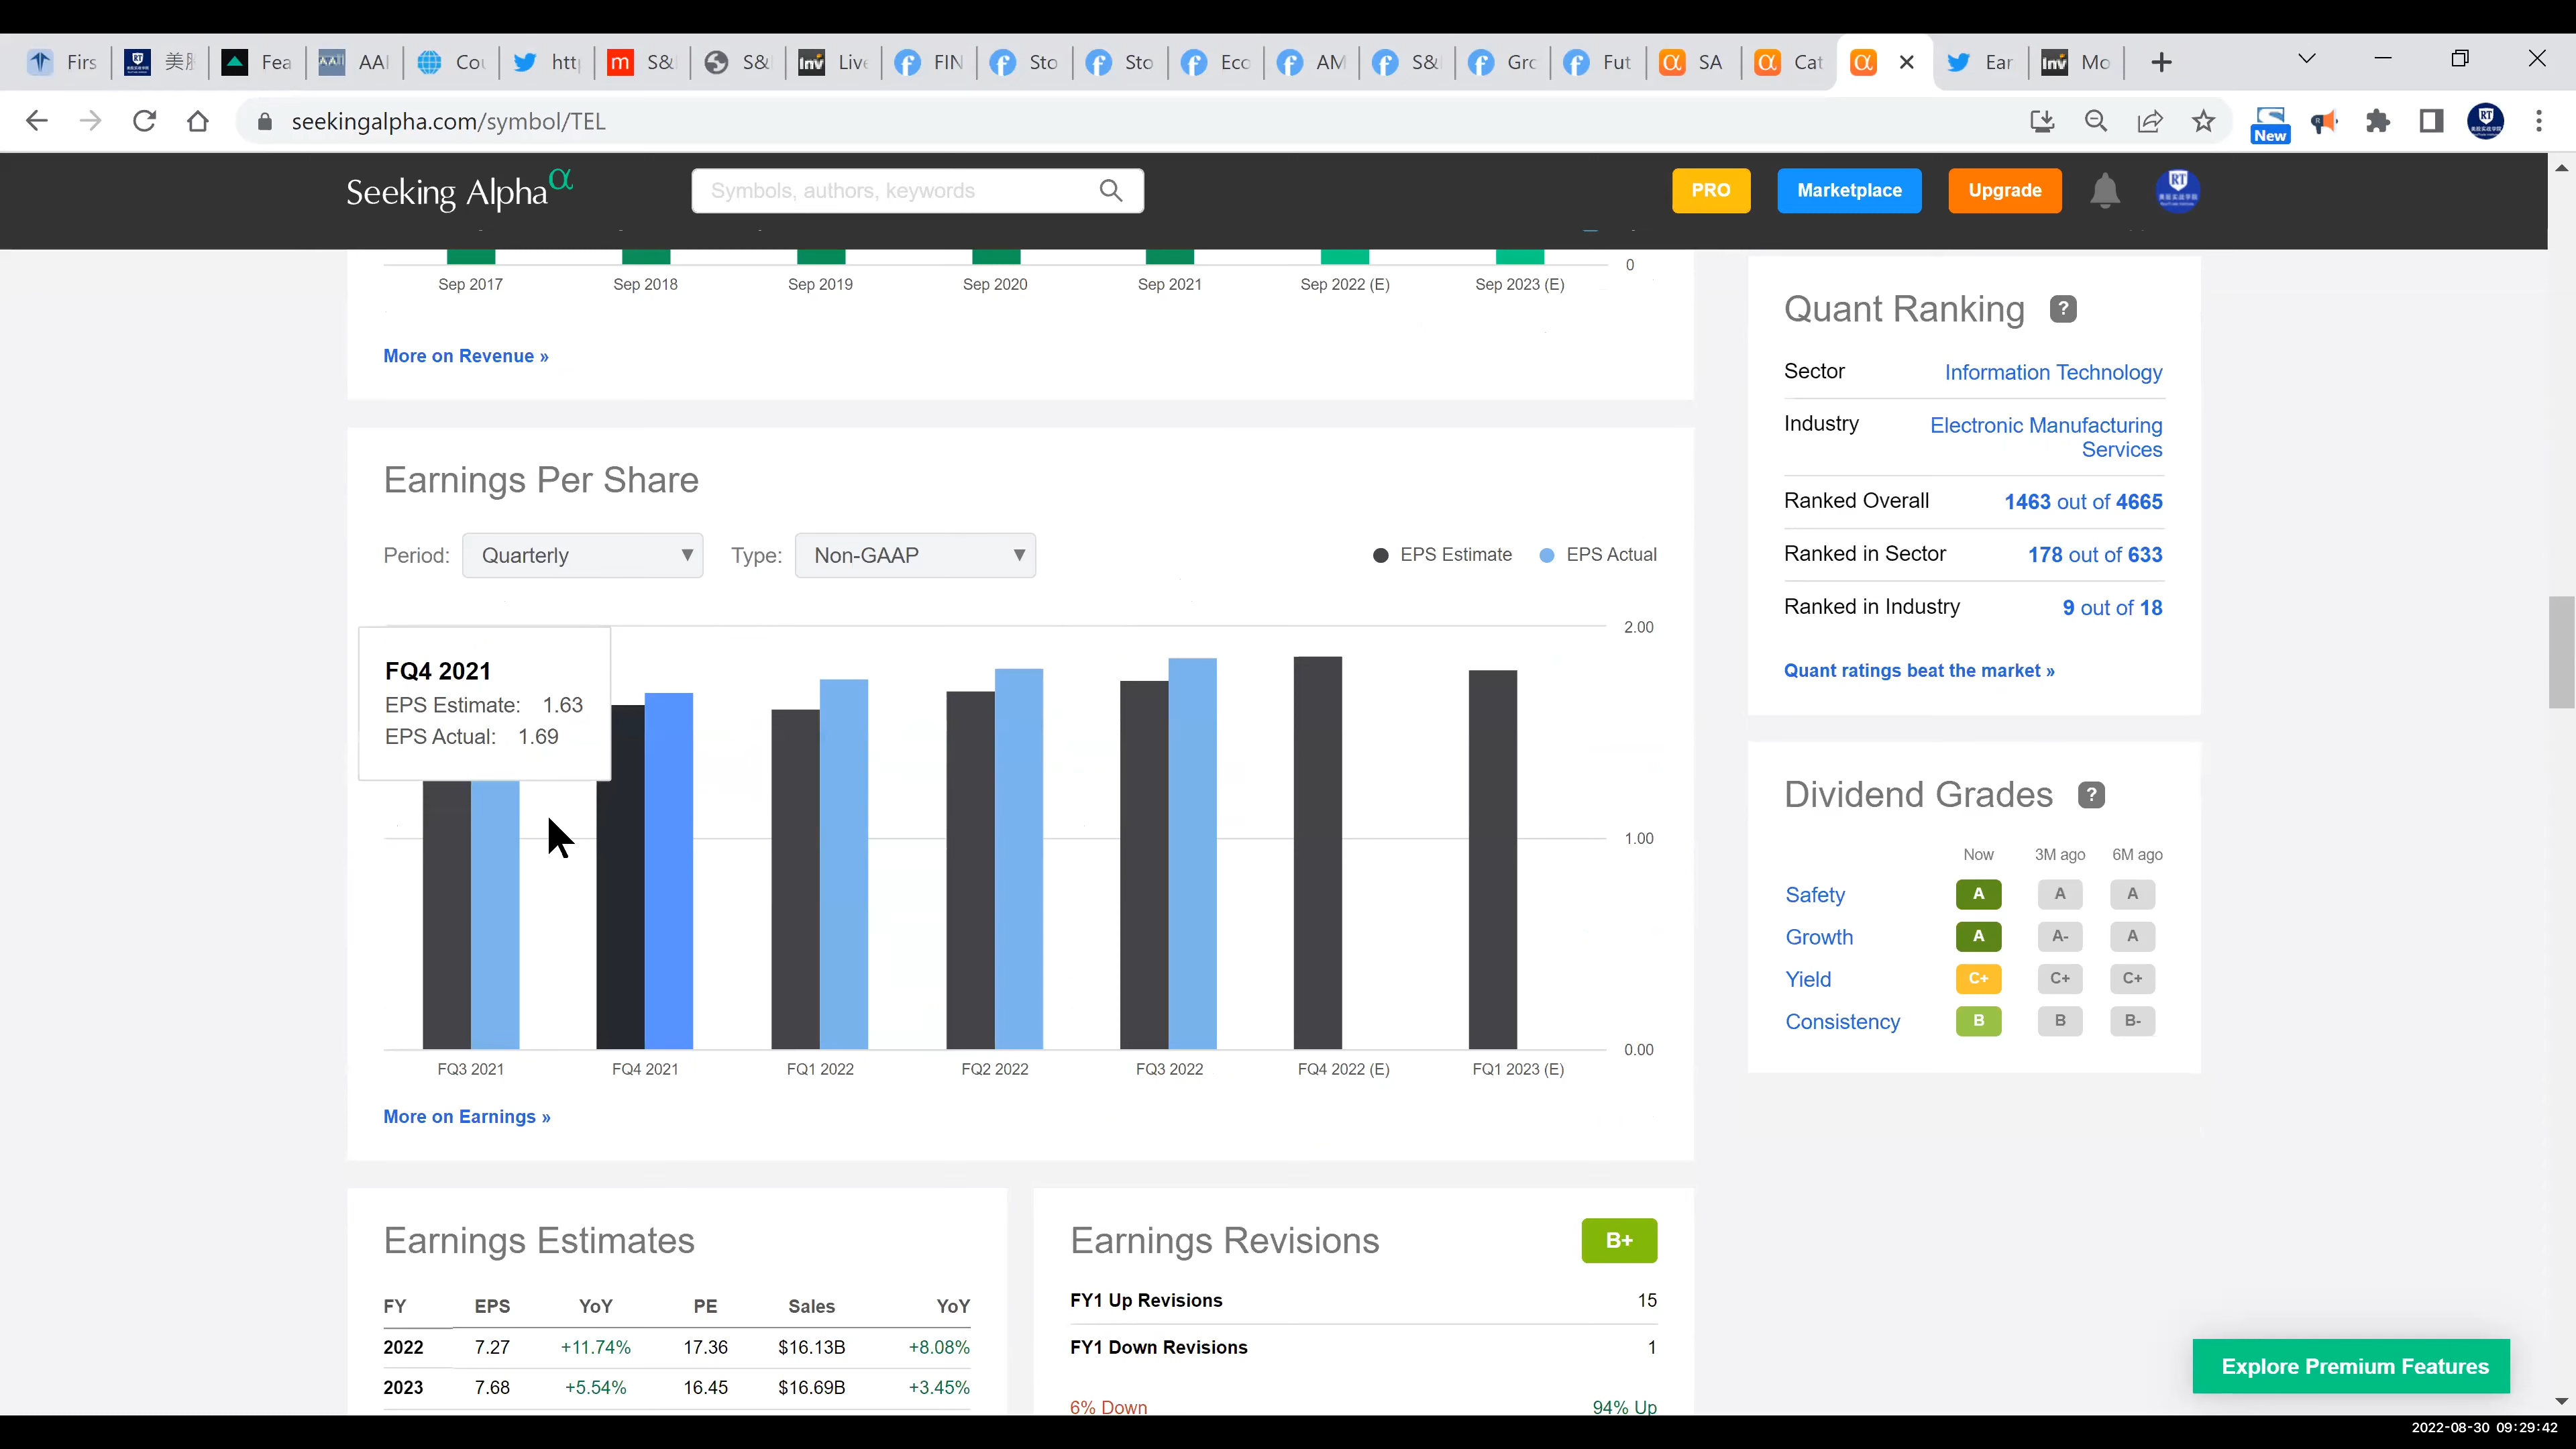 Firs
美股
Fea
AAI
Cou
http
S&
S&
Live
FIN
Sto
Sto
Eco
AM
S&
Gro
Fut
SA
Cat
Ear
Mo
seekingalpha.com/symbol/TEL
New
Seeking Alpha α
Symbols, authors, keywords
PRO
Marketplace
Upgrade
0
Sep 2017 Sep 2018 Sep 2019 Sep 2020 Sep 2021 Sep 2022 (E) Sep 2023 (E)
More on Revenue »
Earnings Per Share
Period: Quarterly Type: Non-GAAP
EPS Estimate EPS Actual
2.00
FQ4 2021
EPS Estimate: 1.63
EPS Actual: 1.69
1.00
0.00
FQ3 2021 FQ4 2021 FQ1 2022 FQ2 2022 FQ3 2022 FQ4 2022 (E) FQ1 2023 (E)
More on Earnings »
Earnings Estimates
FY EPS YoY PE Sales YoY
2022 7.27 +11.74% 17.36 $16.13B +8.08%
2023 7.68 +5.54% 16.45 $16.69B +3.45%
Earnings Revisions B+
FY1 Up Revisions 15
FY1 Down Revisions 1
6% Down 94% Up
Quant Ranking ?
Sector Information Technology
Industry Electronic Manufacturing
Services
Ranked Overall 1463 out of 4665
Ranked in Sector 178 out of 633
Ranked in Industry 9 out of 18
Quant ratings beat the market »
Dividend Grades ?
Now 3M ago 6M ago
Safety A A A
Growth A A- A
Yield C+ C+ C+
Consistency B B B-
Explore Premium Features
2022-08-30 09:29:42